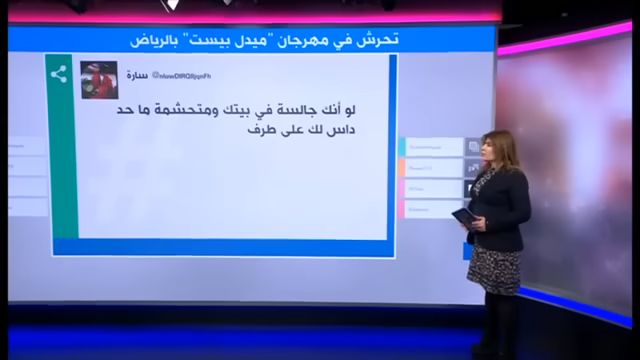 تحرش في مهرجان "ميدل بيست" بالرياض
سارة
لو أنك جالسة في بيتك ومتحشمة ما حد
داس لك على طرف